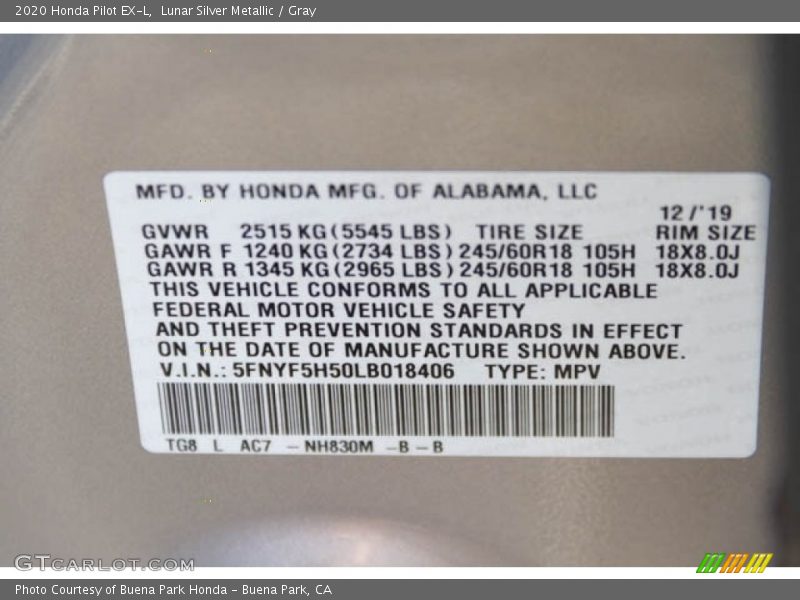 2020 Honda Pilot EX-L,  Lunar Silver Metallic / Gray
MFD. BY HONDA MFG. OF ALABAMA, LLC
12/'19
GVWR 2515 KG(5545 LBS) TIRE SIZE RIM SIZE
GAWR F 1240 KG(2734 LBS) 245/60R18 105H 18X8.0J
GAWR R 1345 KG(2965 LBS) 245/60R18 105H 18X8.0J
THIS VEHICLE CONFORMS TO ALL APPLICABLE
FEDERAL MOTOR VEHICLE SAFETY
AND THEFT PREVENTION STANDARDS IN EFFECT
ON THE DATE OF MANUFACTURE SHOWN ABOVE.
V.I.N.: 5FNYF5H50LB018406 TYPE: MPV
TG8 L AC7 -NH830M -B-B
GTCARLOT.COM
Photo Courtesy of Buena Park Honda - Buena Park, CA